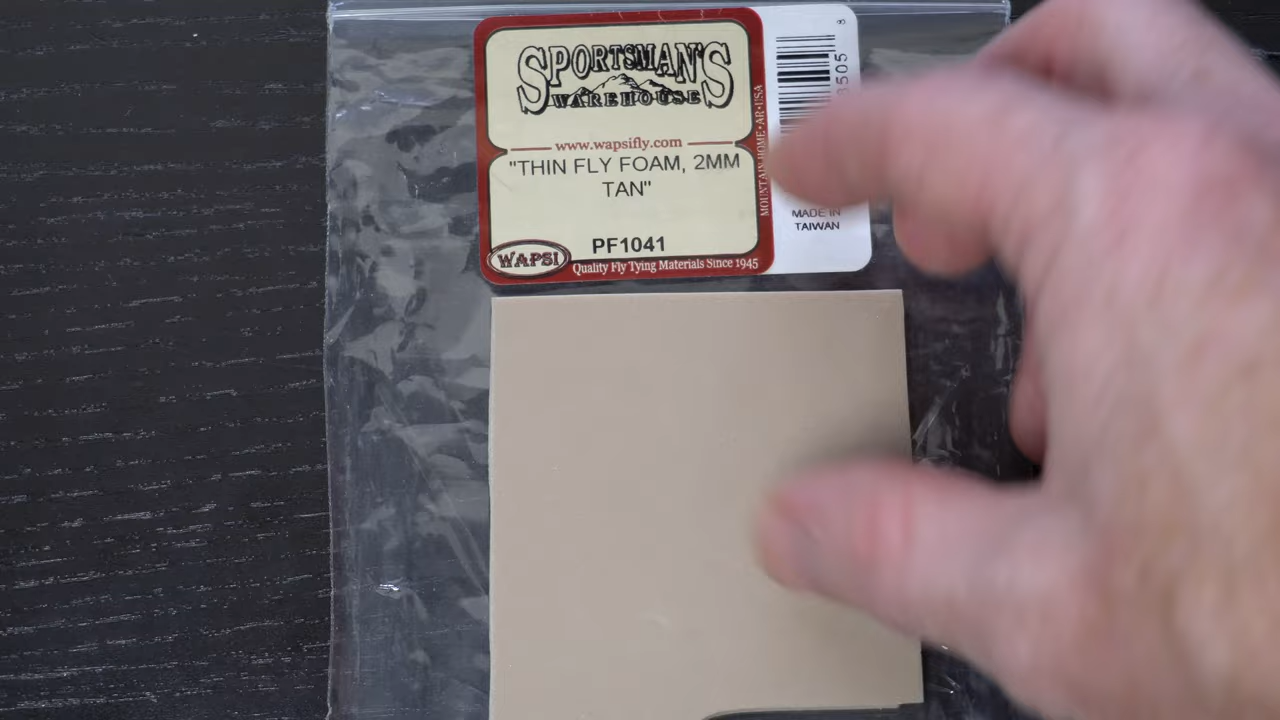 SPORTSMAN'S
WAREHOUSE
www.wapsifly.com
"THIN FLY FOAM, 2MM
TAN"
PF1041
WAPSI
Quality Fly Tying Materials Since 1945
MOUNTAIN HOME • AR • USA
8
MADE IN
TAIWAN